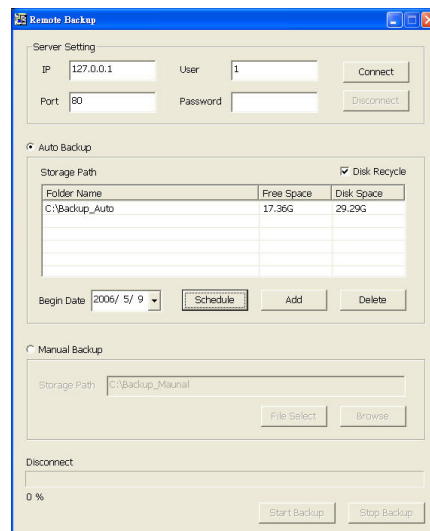 Remote Backup
Server Setting
IP 127.0.0.1 User 1 Connect
Port 80 Password Disconnect
Auto Backup
Storage Path Disk Recycle
Folder Name Free Space Disk Space
C:\Backup_Auto 17.36G 29.29G
Begin Date 2006/ 5/ 9 Schedule Add Delete
Manual Backup
Storage Path C:\Backup_Maunal
File Select Browse
Disconnect
0 %
Start Backup Stop Backup